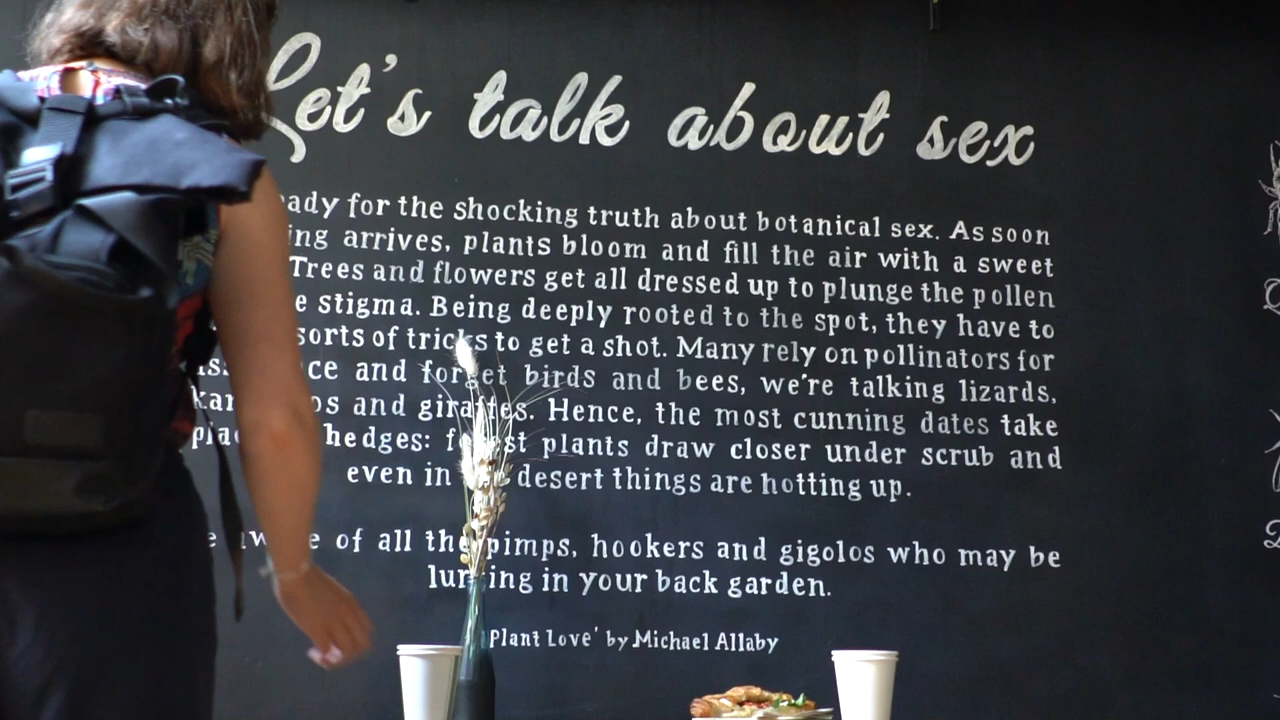 Let's talk about sex
for the shocking truth about botanical sex. As soon
arrives, plants bloom and fill the air with a sweet
Trees and flowers get all dressed up to plunge the pollen
stigma. Being deeply rooted to the spot, they have to
sorts of tricks to get a shot. Many rely on pollinators for
and forget birds and bees, we're talking lizards,
and giraffes. Hence, the most cunning dates take
hedges: forest plants draw closer under scrub and
even in desert things are hotting up.
of all the pimps, hookers and gigolos who may be
lurking in your back garden.
Plant Love' by Michael Allaby